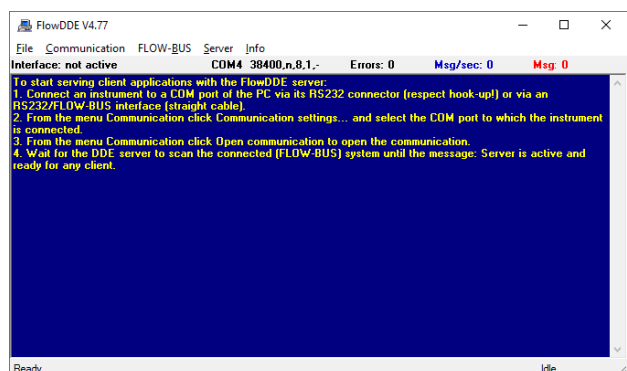 FlowDDE V4.77
File Communication FLOW-BUS Server Info
Interface: not active COM4 38400,n,8,1,- Errors: 0 Msg/sec: 0 Msg: 0
To start serving client applications with the FlowDDE server:
1. Connect an instrument to a COM port of the PC via its RS232 connector (respect hook-up!) or via an
RS232/FLOW-BUS interface (straight cable).
2. From the menu Communication click Communication settings... and select the COM port to which the instrument
is connected.
3. From the menu Communication click Open communication to open the communication.
4. Wait for the DDE server to scan the connected (FLOW-BUS) system until the message: Server is active and
ready for any client.
Ready Idle